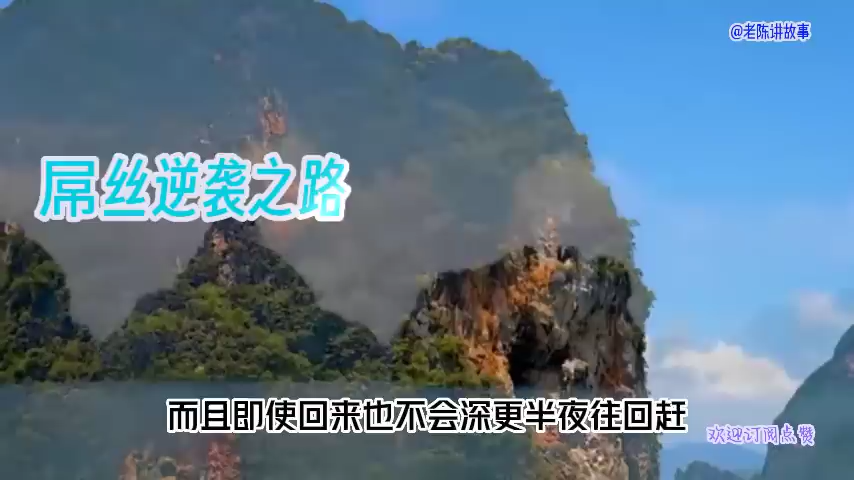 @老陈讲故事
屌丝逆袭之路
而且即使回来也不会深更半夜往回赶
欢迎订阅点赞